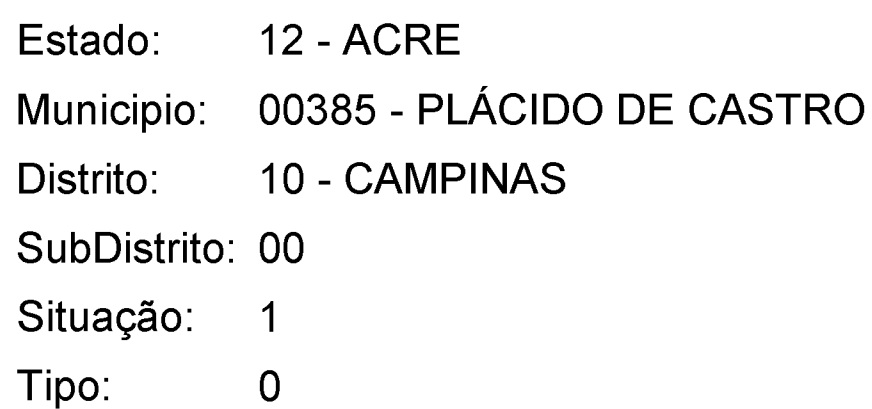 Estado: 12 - ACRE
Municipio: 00385 - PLÁCIDO DE CASTRO
Distrito: 10 - CAMPINAS
SubDistrito: 00
Situação: 1
Tipo: 0